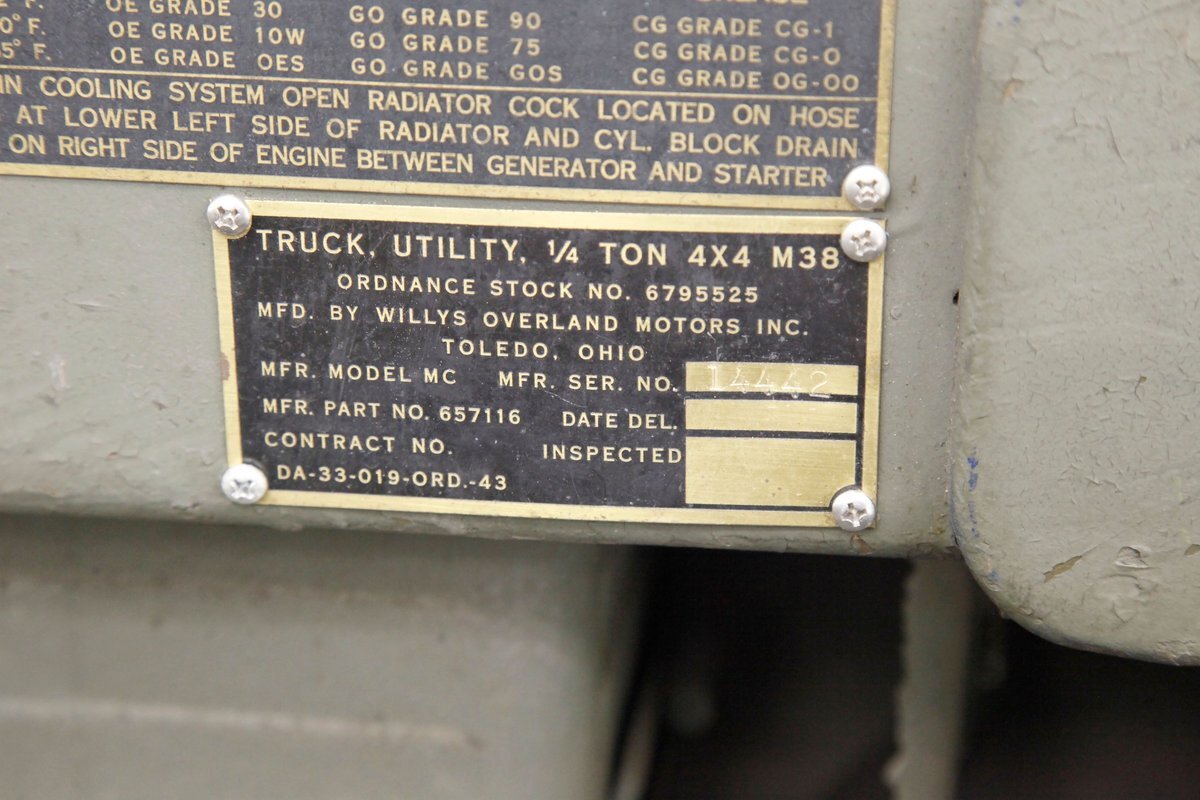 OE GRADE 30 GO GRADE 90 CG GRADE CG-1
0° F. OE GRADE 10W GO GRADE 75 CG GRADE CG-0
5° F. OE GRADE OES GO GRADE GOS CG GRADE OG-00
IN COOLING SYSTEM OPEN RADIATOR COCK LOCATED ON HOSE
AT LOWER LEFT SIDE OF RADIATOR AND CYL. BLOCK DRAIN
ON RIGHT SIDE OF ENGINE BETWEEN GENERATOR AND STARTER
TRUCK, UTILITY, 1/4 TON 4X4 M38
ORDNANCE STOCK NO. 6795525
MFD. BY WILLYS OVERLAND MOTORS INC.
TOLEDO, OHIO
MFR. MODEL MC MFR. SER. NO. 14442
MFR. PART NO. 657116 DATE DEL.
CONTRACT NO. INSPECTED
DA-33-019-ORD.-43